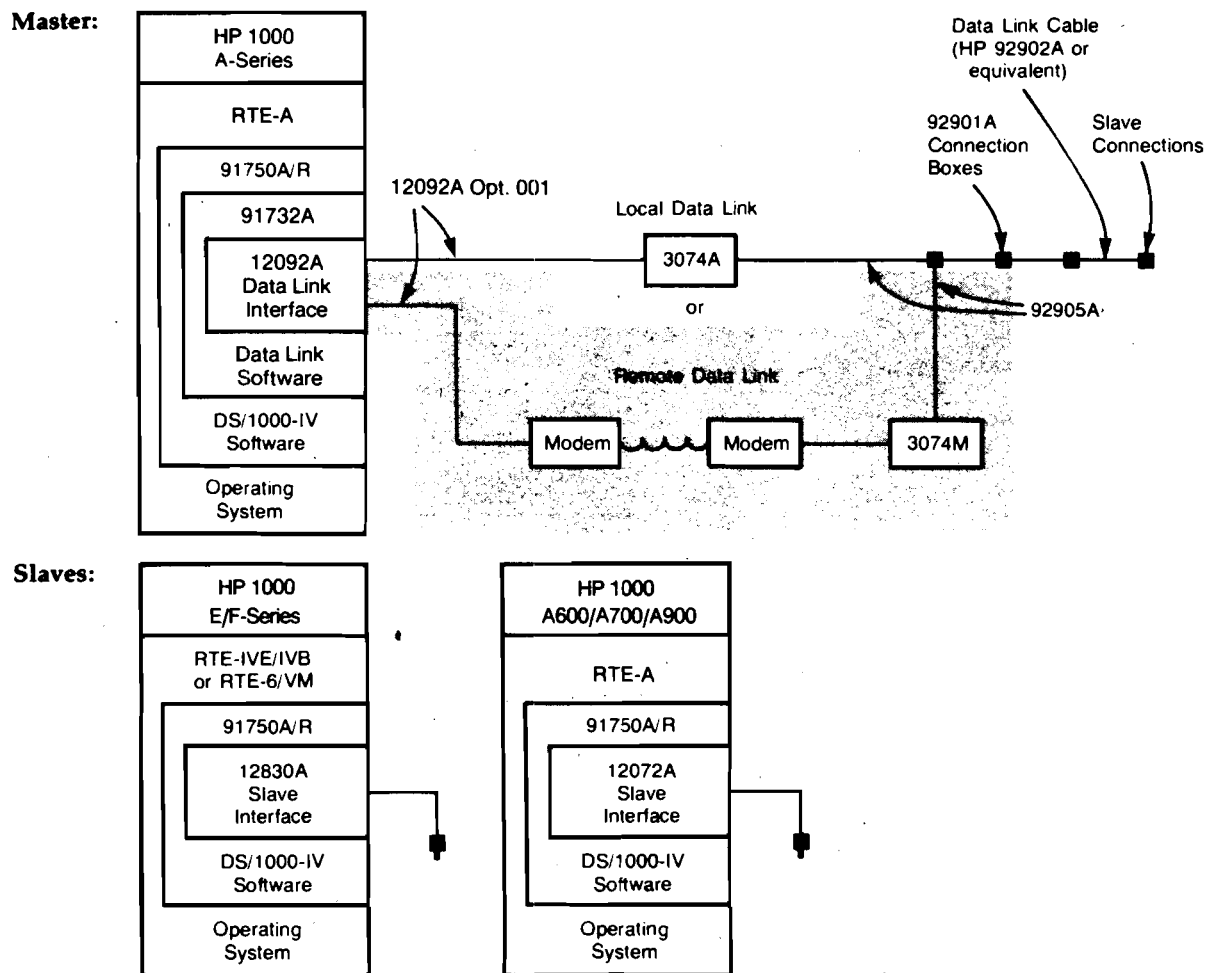 Master:
HP 1000
A-Series
RTE-A
91750A/R
91732A
12092A
Data Link
Interface
Data Link
Software
DS/1000-IV
Software
Operating
System
12092A Opt. 001
Local Data Link
3074A
or
Remote Data Link
Modem
Modem
3074M
Data Link Cable
(HP 92902A or
equivalent)
92901A
Connection
Boxes
Slave
Connections
92905A
Slaves:
HP 1000
E/F-Series
RTE-IVE/IVB
or RTE-6/VM
91750A/R
12830A
Slave
Interface
DS/1000-IV
Software
Operating
System
HP 1000
A600/A700/A900
RTE-A
91750A/R
12072A
Slave
Interface
DS/1000-IV
Software
Operating
System